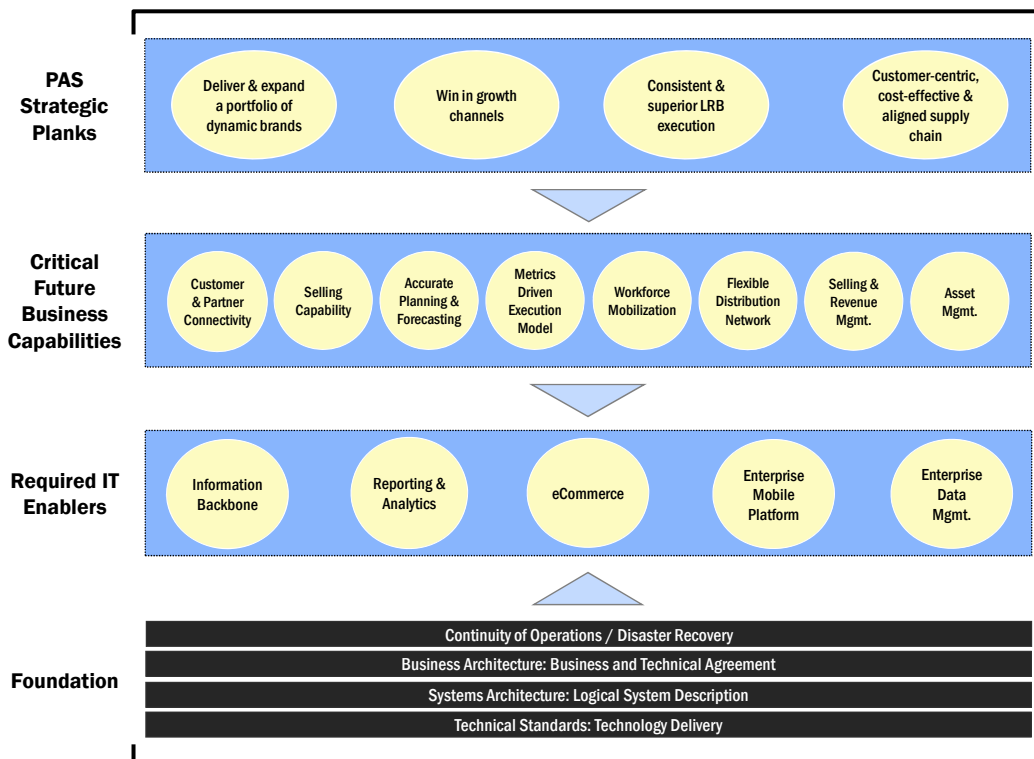 PAS
Strategic
Planks
Deliver & expand
a portfolio of
dynamic brands
Win in growth
channels
Consistent &
superior LRB
execution
Customer-centric,
cost-effective &
aligned supply
chain
Critical
Future
Business
Capabilities
Customer
& Partner
Connectivity
Selling
Capability
Accurate
Planning &
Forecasting
Metrics
Driven
Execution
Model
Workforce
Mobilization
Flexible
Distribution
Network
Selling &
Revenue
Mgmt.
Asset
Mgmt.
Required IT
Enablers
Information
Backbone
Reporting &
Analytics
eCommerce
Enterprise
Mobile
Platform
Enterprise
Data
Mgmt.
Foundation
Continuity of Operations / Disaster Recovery
Business Architecture: Business and Technical Agreement
Systems Architecture: Logical System Description
Technical Standards: Technology Delivery